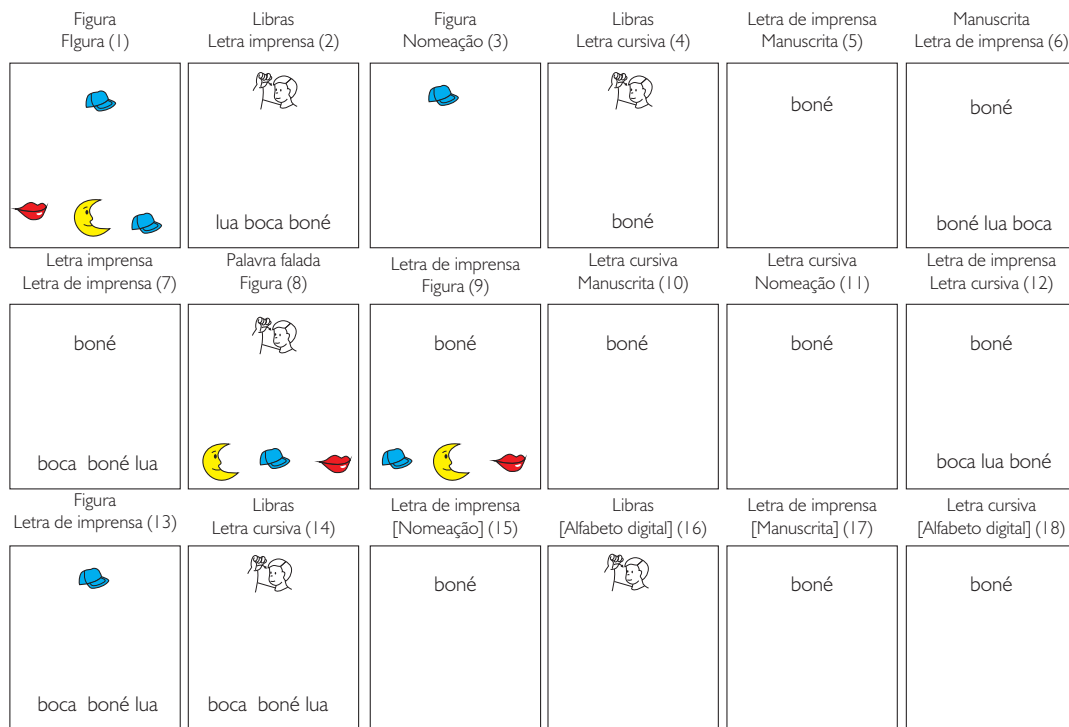 Figura
FIgura (1)
Libras
Letra imprensa (2)
Figura
Nomeação (3)
Libras
Letra cursiva (4)
Letra de imprensa
Manuscrita (5)
Manuscrita
Letra de imprensa (6)
lua boca boné
boné
boné
boné
boné lua boca
Letra imprensa
Letra de imprensa (7)
Palavra falada
Figura (8)
Letra de imprensa
Figura (9)
Letra cursiva
Manuscrita (10)
Letra cursiva
Nomeação (11)
Letra de imprensa
Letra cursiva (12)
boné
boca boné lua
boné
boné
boné
boné
boca lua boné
Figura
Letra de imprensa (13)
Libras
Letra cursiva (14)
Letra de imprensa
[Nomeação] (15)
Libras
[Alfabeto digital] (16)
Letra de imprensa
[Manuscrita] (17)
Letra cursiva
[Alfabeto digital] (18)
boca boné lua
boca boné lua
boné
boné
boné